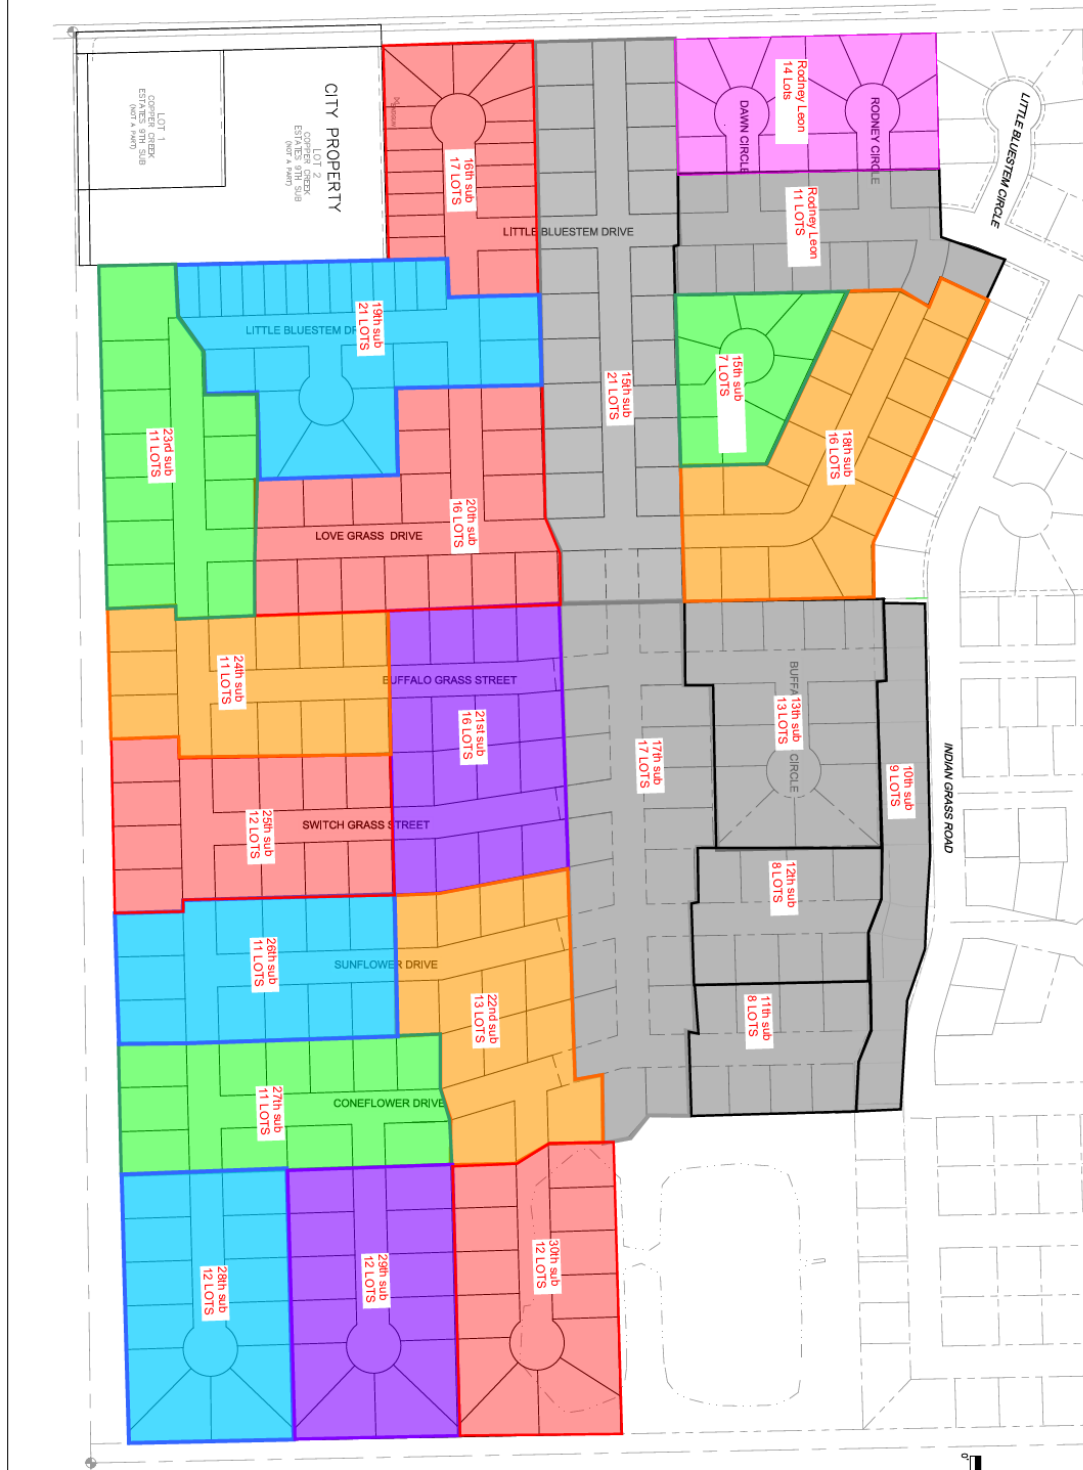 LOT 1
COPPER CREEK
ESTATES 9TH SUB
(NOT A PART)
CITY PROPERTY
LOT 2
COPPER CREEK
ESTATES 9TH SUB
(NOT A PART)
16th sub
17 LOTS
LITTLE BLUESTEM DRIVE
Rodney Leon
14 Lots
DAWN CIRCLE
RODNEY CIRCLE
LITTLE BLUESTEM CIRCLE
Rodney Leon
11 LOTS
19th sub
21 LOTS
LITTLE BLUESTEM DR
15th sub
21 LOTS
15th sub
7 LOTS
18th sub
16 LOTS
23rd sub
11 LOTS
20th sub
16 LOTS
LOVE GRASS DRIVE
24th sub
11 LOTS
BUFFALO GRASS STREET
21st sub
16 LOTS
17th sub
17 LOTS
BUFFA
CIRCLE
13th sub
13 LOTS
10th sub
9 LOTS
INDIAN GRASS ROAD
25th sub
12 LOTS
SWITCH GRASS STREET
12th sub
8 LOTS
26th sub
11 LOTS
SUNFLOWER DRIVE
22nd sub
13 LOTS
11th sub
8 LOTS
27th sub
11 LOTS
CONEFLOWER DRIVE
28th sub
12 LOTS
29th sub
12 LOTS
30th sub
12 LOTS